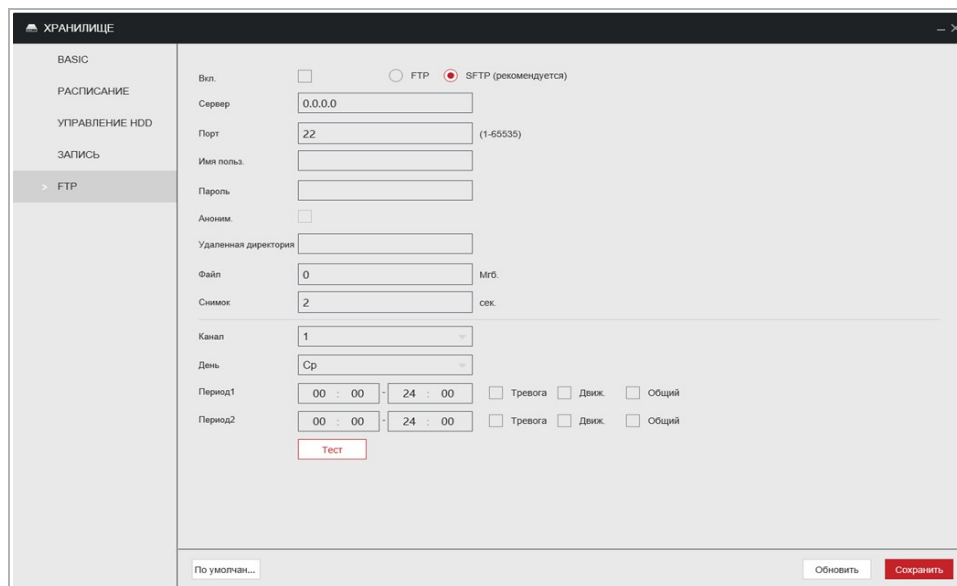 ХРАНИЛИЩЕ
BASIC
РАСПИСАНИЕ
УПРАВЛЕНИЕ HDD
ЗАПИСЬ
> FTP
Вкл. FTP SFTP (рекомендуется)
Сервер 0.0.0.0
Порт 22 (1-65535)
Имя польз.
Пароль
Аноним.
Удаленная директория
Файл 0 Мгб.
Снимок 2 сек.
Канал 1
День Ср
Период1 00 : 00 - 24 : 00 Тревога Движ. Общий
Период2 00 : 00 - 24 : 00 Тревога Движ. Общий
Тест
По умолчан... Обновить Сохранить